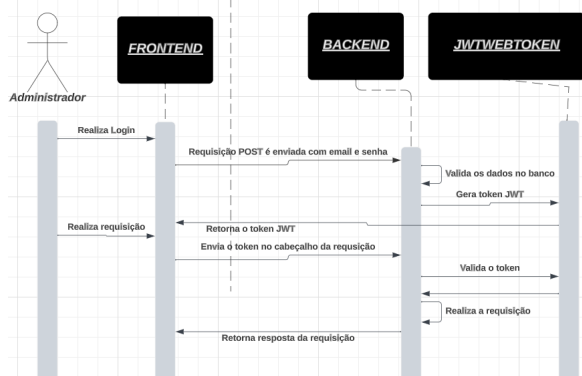 FRONTEND
BACKEND
JWTWEBTOKEN
Administrador
Realiza Login
Requisição POST é enviada com email e senha
Valida os dados no banco
Gera token JWT
Realiza requisição
Retorna o token JWT
Envia o token no cabeçalho da requsição
Valida o token
Realiza a requisição
Retorna resposta da requisição